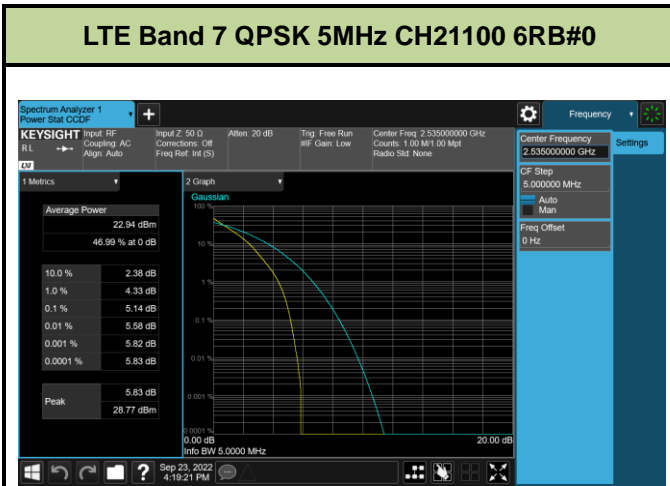 LTE Band 7 QPSK 5MHz CH21100 6RB#0
Spectrum Analyzer 1
Power Stat CCDF
Frequency
KEYSIGHT
R L
LXI
Input: RF
Coupling: AC
Align: Auto
Input Z: 50 Ω
Corrections: Off
Freq Ref: Int (S)
Atten: 20 dB
Trig: Free Run
#IF Gain: Low
Center Freq: 2.535000000 GHz
Counts: 1.00 M/1.00 Mpt
Radio Std: None
Center Frequency
2.535000000 GHz
Settings
CF Step
5.000000 MHz
Auto
Man
Freq Offset
0 Hz
1 Metrics
Average Power
22.94 dBm
46.99 % at 0 dB
10.0 % 2.38 dB
1.0 % 4.33 dB
0.1 % 5.14 dB
0.01 % 5.58 dB
0.001 % 5.82 dB
0.0001 % 5.83 dB
Peak
5.83 dB
28.77 dBm
2 Graph
Gaussian
100 %
10 %
1 %
0.1 %
0.01 %
0.001 %
0.0001 %
0.00 dB 20.00 dB
Info BW 5.0000 MHz
Sep 23, 2022
4:19:21 PM